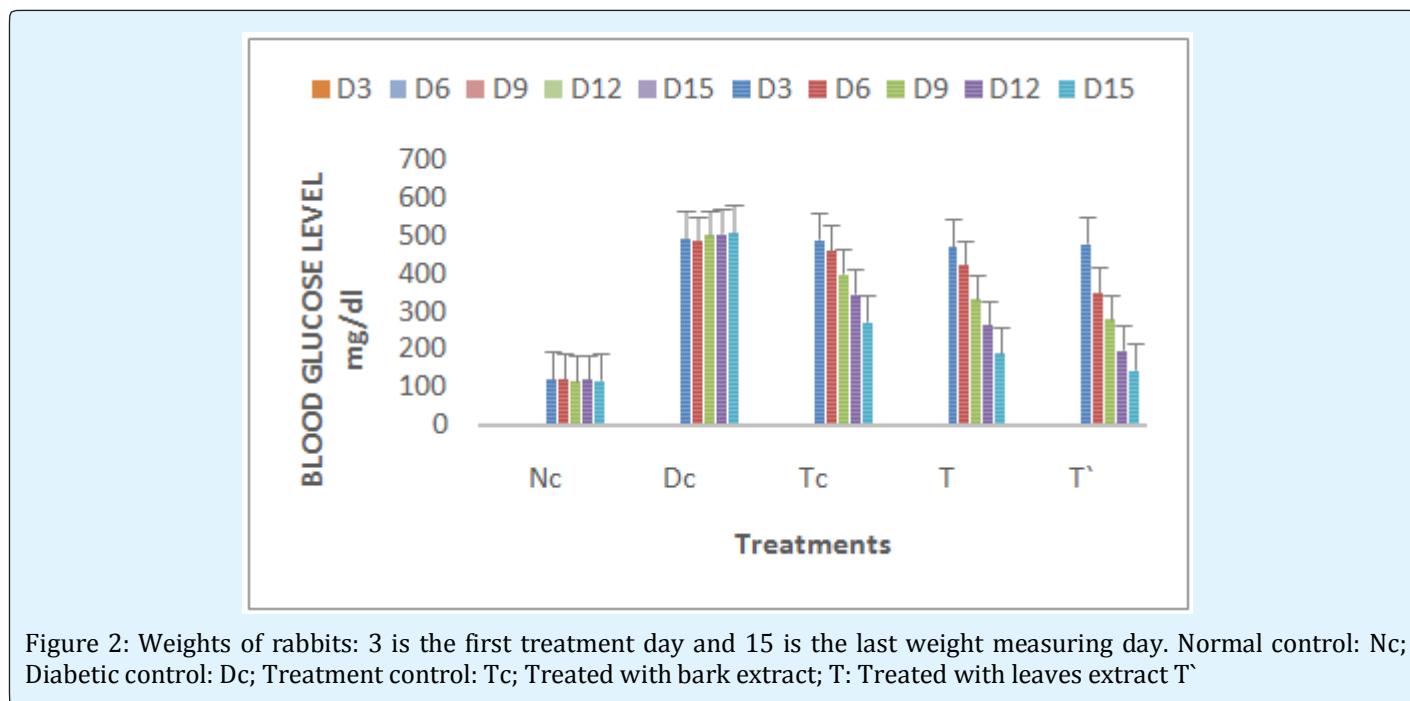 D3 D6 D9 D12 D15 D3 D6 D9 D12 D15
BLOOD GLUCOSE LEVEL
mg/dl
700
600
500
400
300
200
100
0
Nc Dc Tc T T`
Treatments
Figure 2: Weights of rabbits: 3 is the first treatment day and 15 is the last weight measuring day. Normal control: Nc;
Diabetic control: Dc; Treatment control: Tc; Treated with bark extract; T: Treated with leaves extract T`